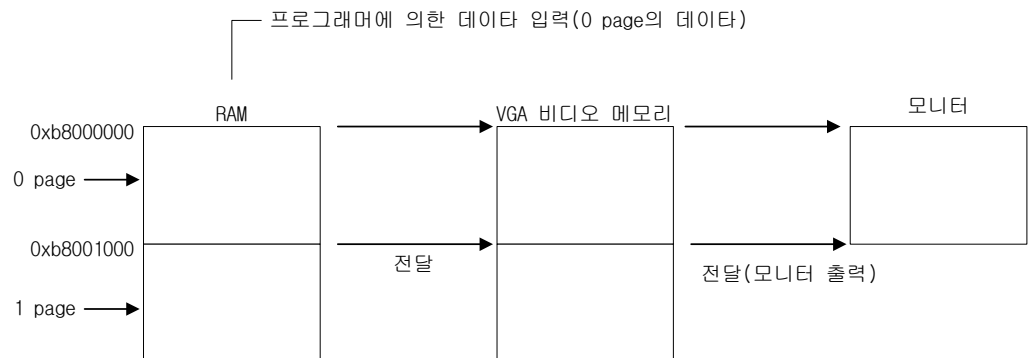 프로그래머에 의한 데이타 입력(0 page의 데이타)
RAM
VGA 비디오 메모리
모니터
0xb8000000
0 page
0xb8001000
전달
전달(모니터 출력)
1 page